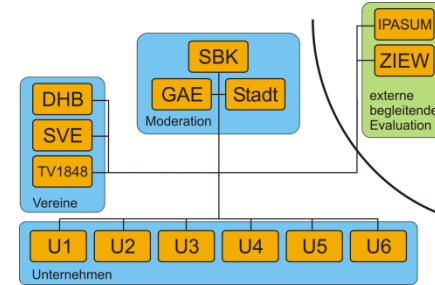 IPASUM
ZIEW
externe
begleitende
Evaluation
SBK
GAE Stadt
Moderation
DHB
SVE
TV1848
Vereine
U1 U2 U3 U4 U5 U6
Unternehmen